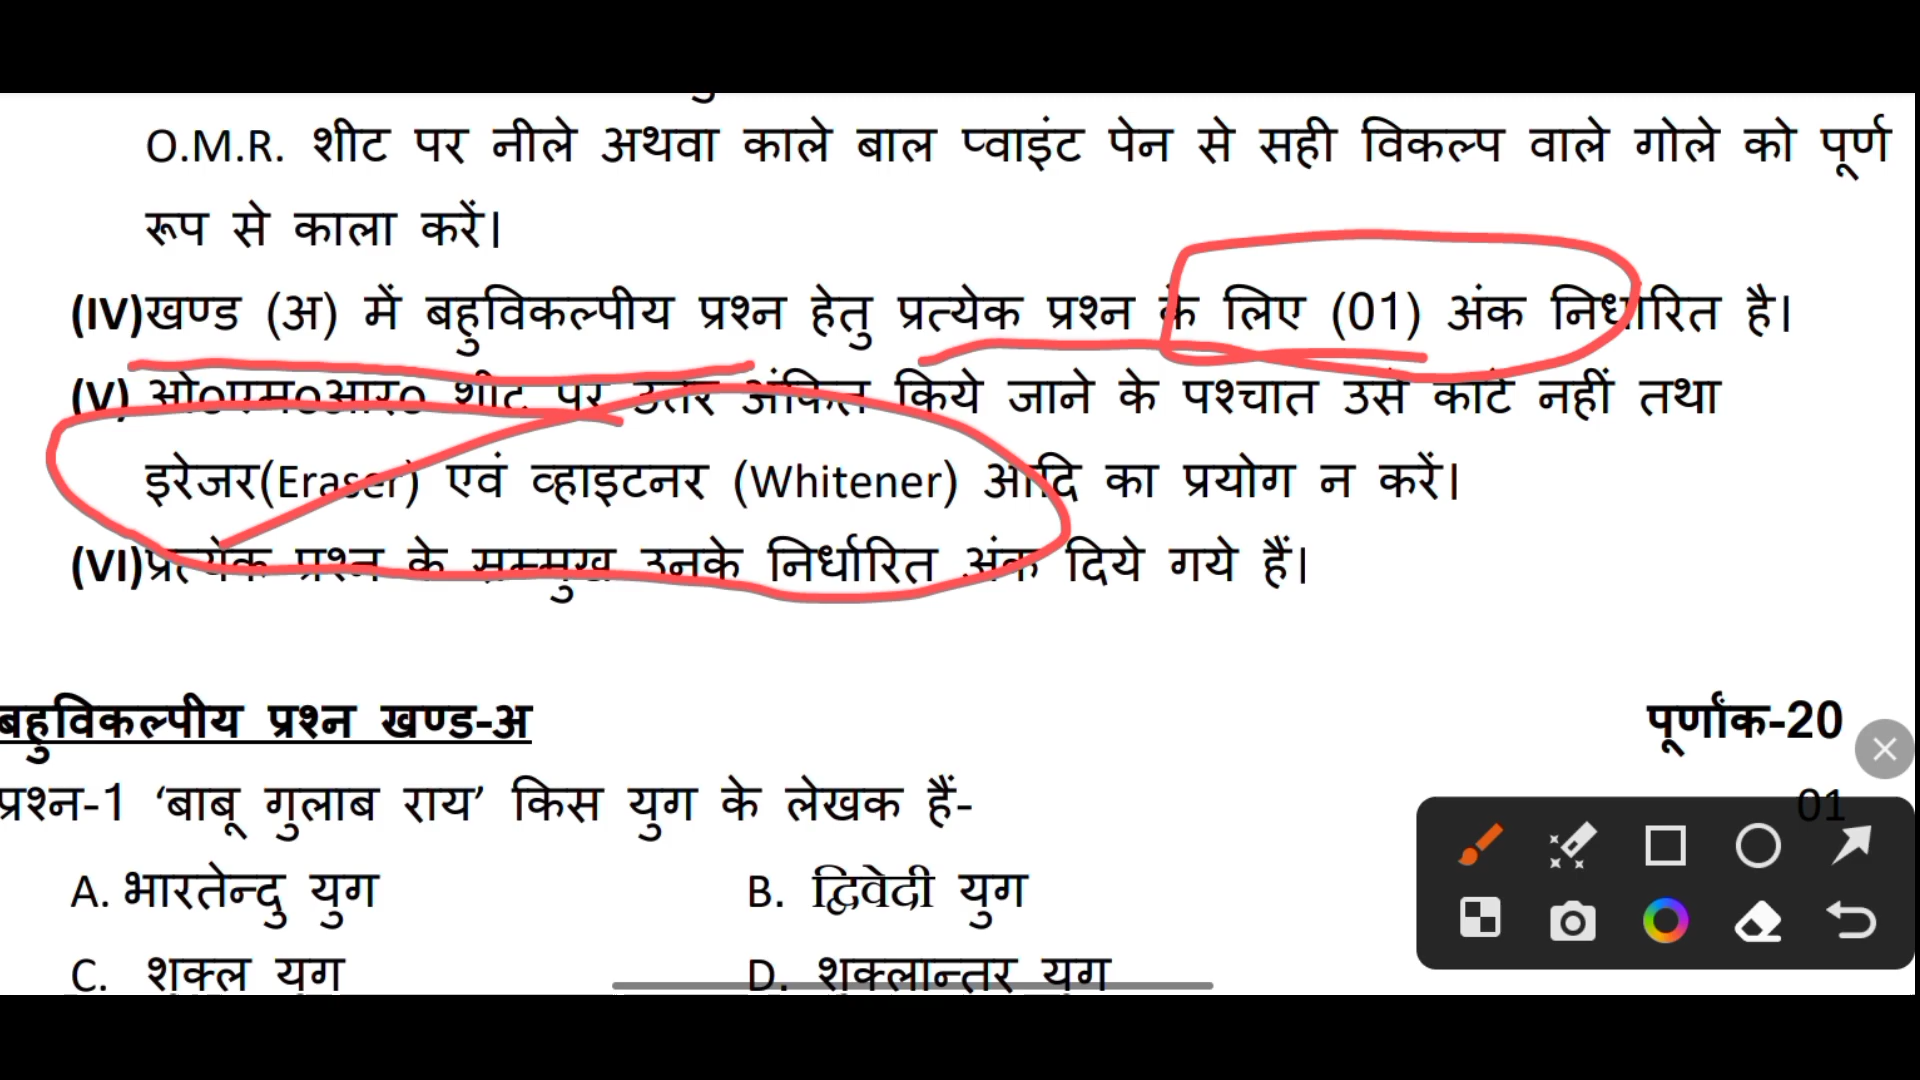 O.M.R. शीट पर नीले अथवा काले बाल प्वाइंट पेन से सही विकल्प वाले गोले को पूर्ण
रूप से काला करें।
(IV)खण्ड (अ) में बहुविकल्पीय प्रश्न हेतु प्रत्येक प्रश्न के लिए (01) अंक निर्धारित है।
(V) ओ०एम०आर० शीट पर उत्तर अंकित किये जाने के पश्चात उसे काटे नहीं तथा
इरेजर(Eraser) एवं व्हाइटनर (Whitener) आदि का प्रयोग न करें।
(VI)प्रत्येक प्रश्न के सम्मुख उनके निर्धारित अंक दिये गये हैं।
बहुविकल्पीय प्रश्न खण्ड-अ पूर्णांक-20
प्रश्न-1 ‘बाबू गुलाब राय’ किस युग के लेखक हैं- 01
A. भारतेन्दु युग B. द्विवेदी युग
C. शुक्ल युग D. शुक्लान्तर युग